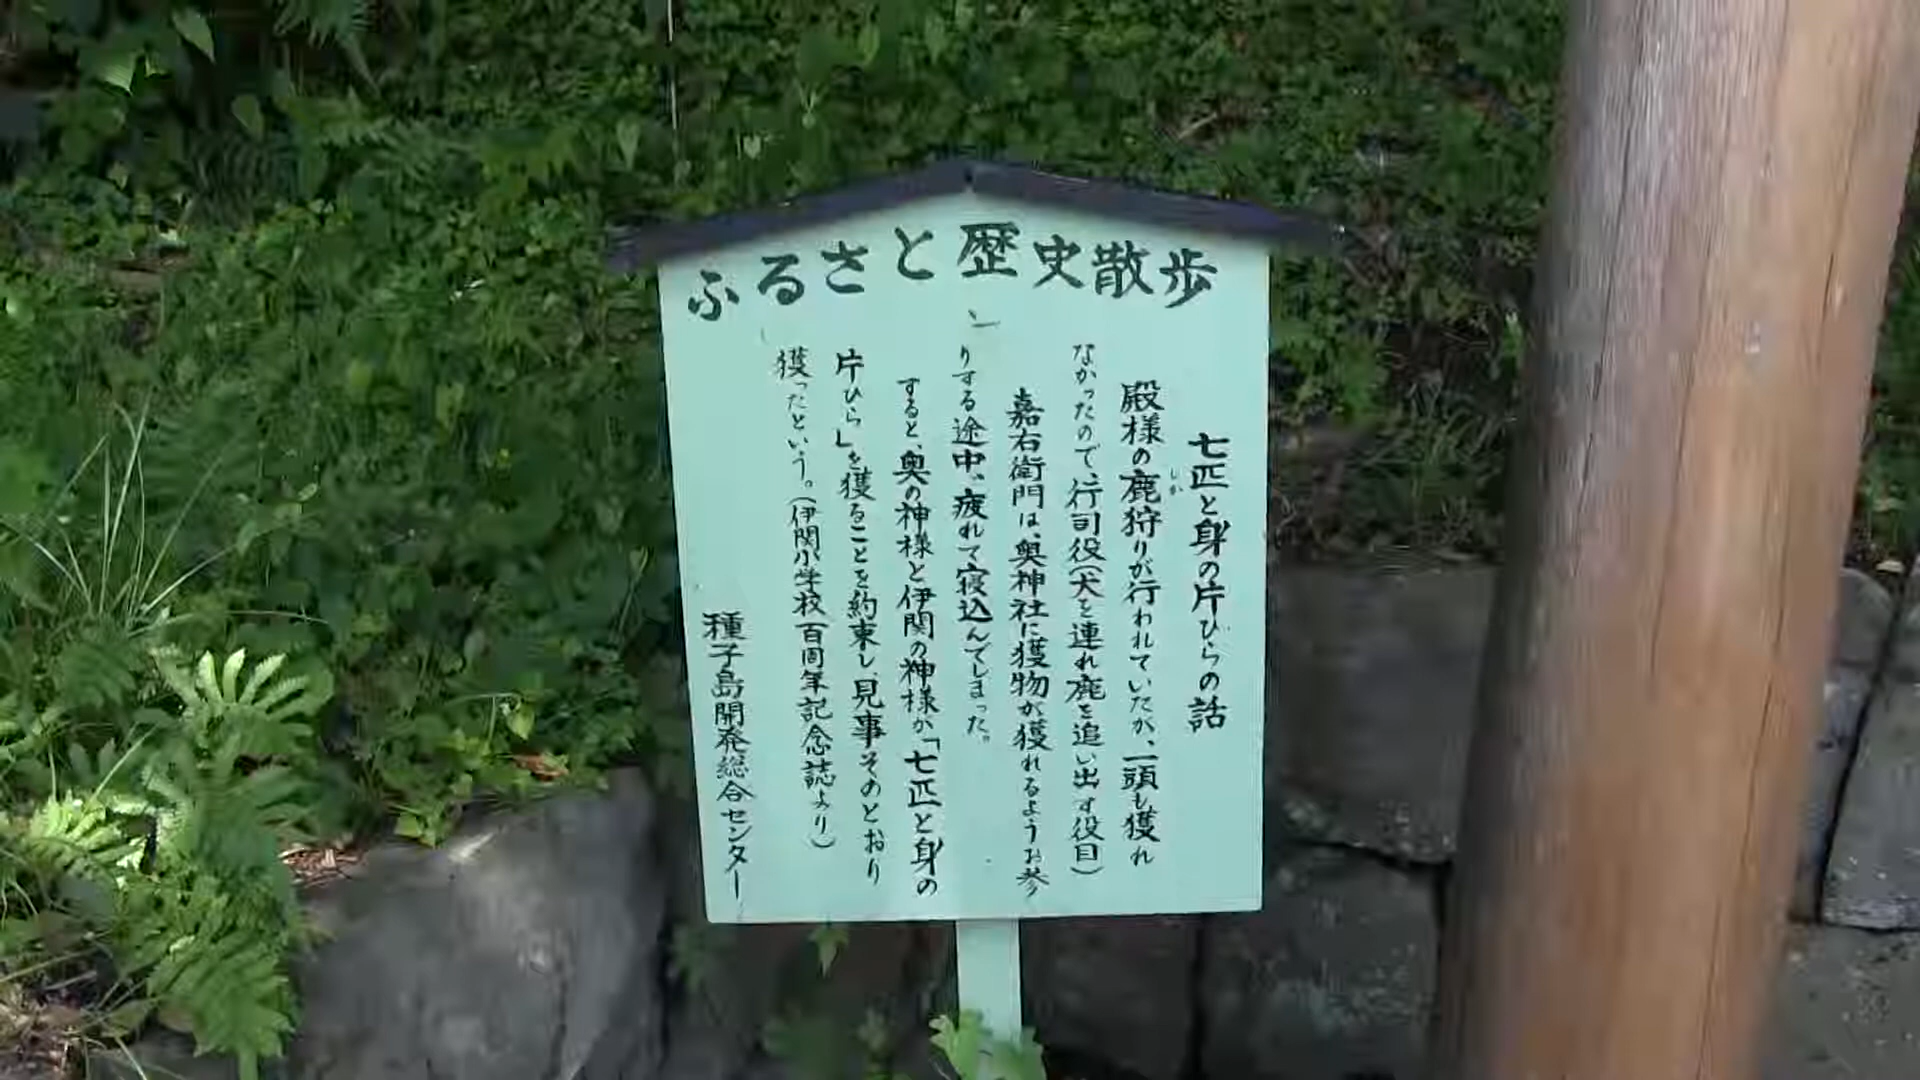 ふるさと歴史散歩
七匹と身の片ひらの話
殿様の鹿狩りが行われていたが、一頭も獲れ
しか
なかったので、行司役(犬を連れ鹿を追い出す役目)
嘉右衛門は、奥神社に獲物が獲れるようお参
りする途中、疲れて寝込んでしまった。
すると、奥の神様と伊関の神様が「七匹と身の
片ひら」を獲ることを約束し、見事そのとおり
獲ったという。(伊関小学校百周年記念誌より)
種子島開発総合センター